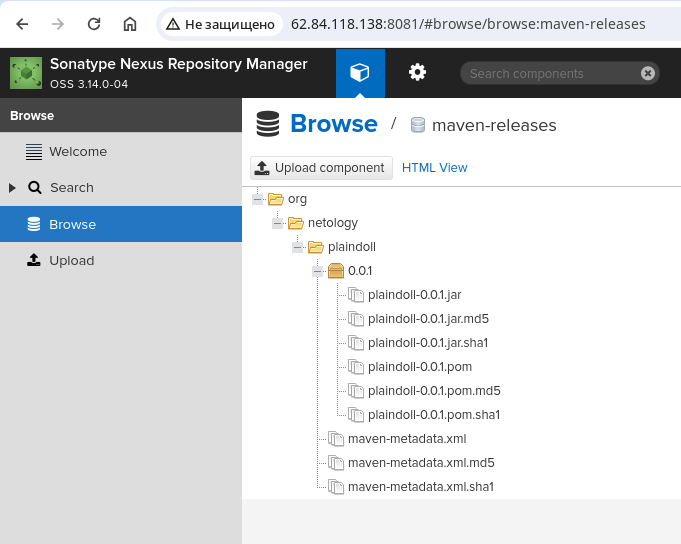 Не защищено 62.84.118.138:8081/#browse/browse:maven-releases
Sonatype Nexus Repository Manager
OSS 3.14.0-04
Search components
Browse
Welcome
Search
Browse
Upload
Browse / maven-releases
Upload component HTML View
org
netology
plaindoll
0.0.1
plaindoll-0.0.1.jar
plaindoll-0.0.1.jar.md5
plaindoll-0.0.1.jar.sha1
plaindoll-0.0.1.pom
plaindoll-0.0.1.pom.md5
plaindoll-0.0.1.pom.sha1
maven-metadata.xml
maven-metadata.xml.md5
maven-metadata.xml.sha1